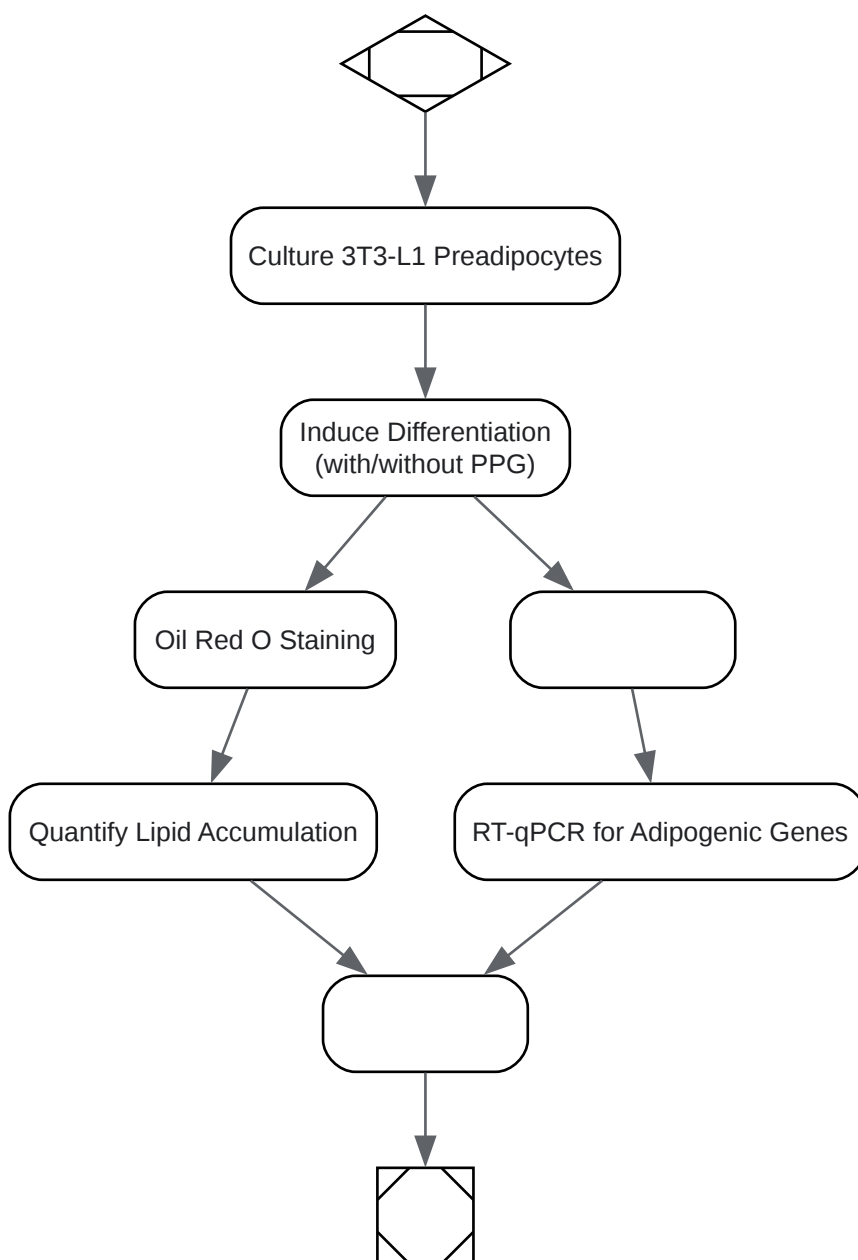 Culture 3T3-L1 Preadipocytes
Induce Differentiation
(with/without PPG)
Oil Red O Staining
Quantify Lipid Accumulation
RT-qPCR for Adipogenic Genes